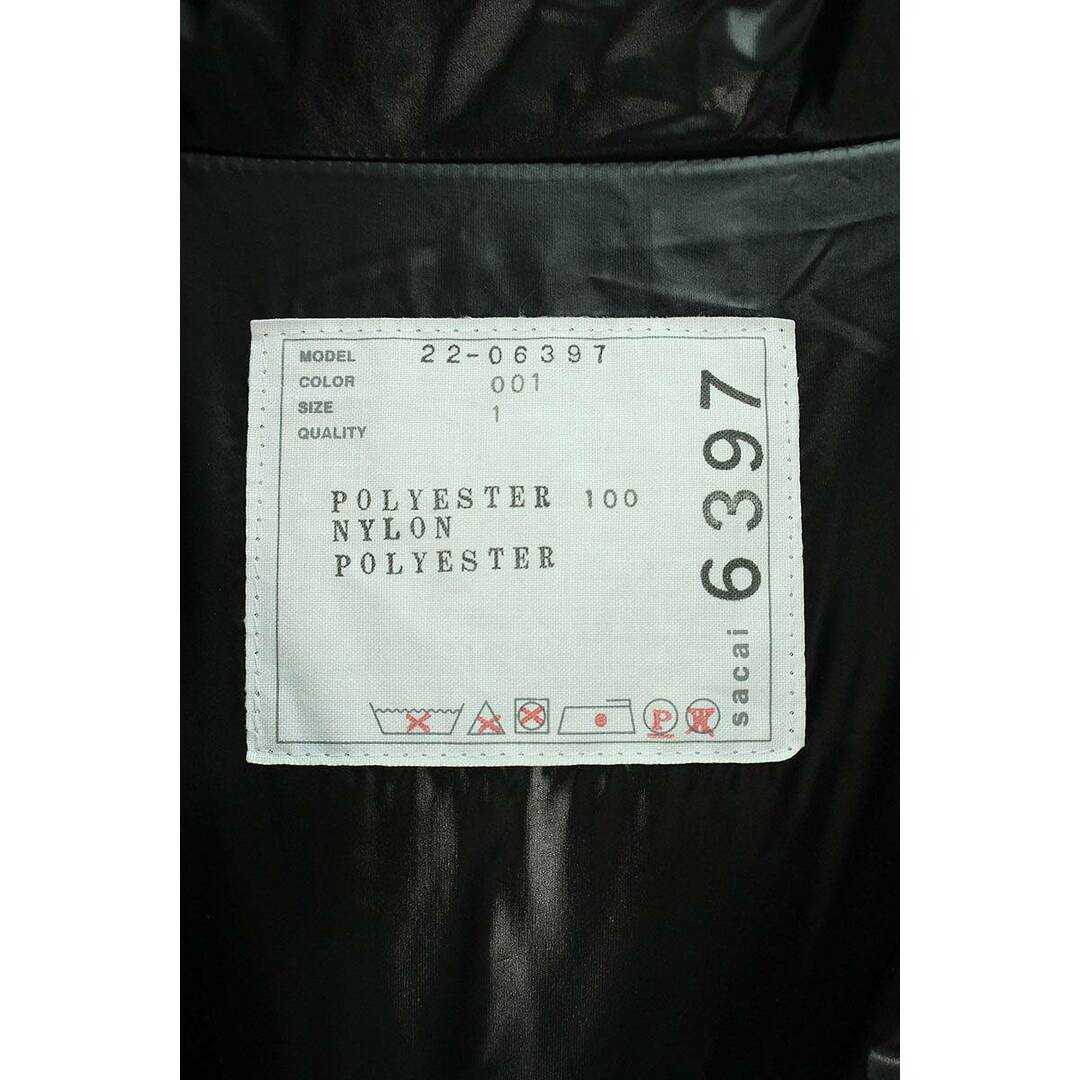 MODEL 22-06397
COLOR 001
SIZE 1
QUALITY
POLYESTER 100
NYLON
POLYESTER
P W
sacai 6397